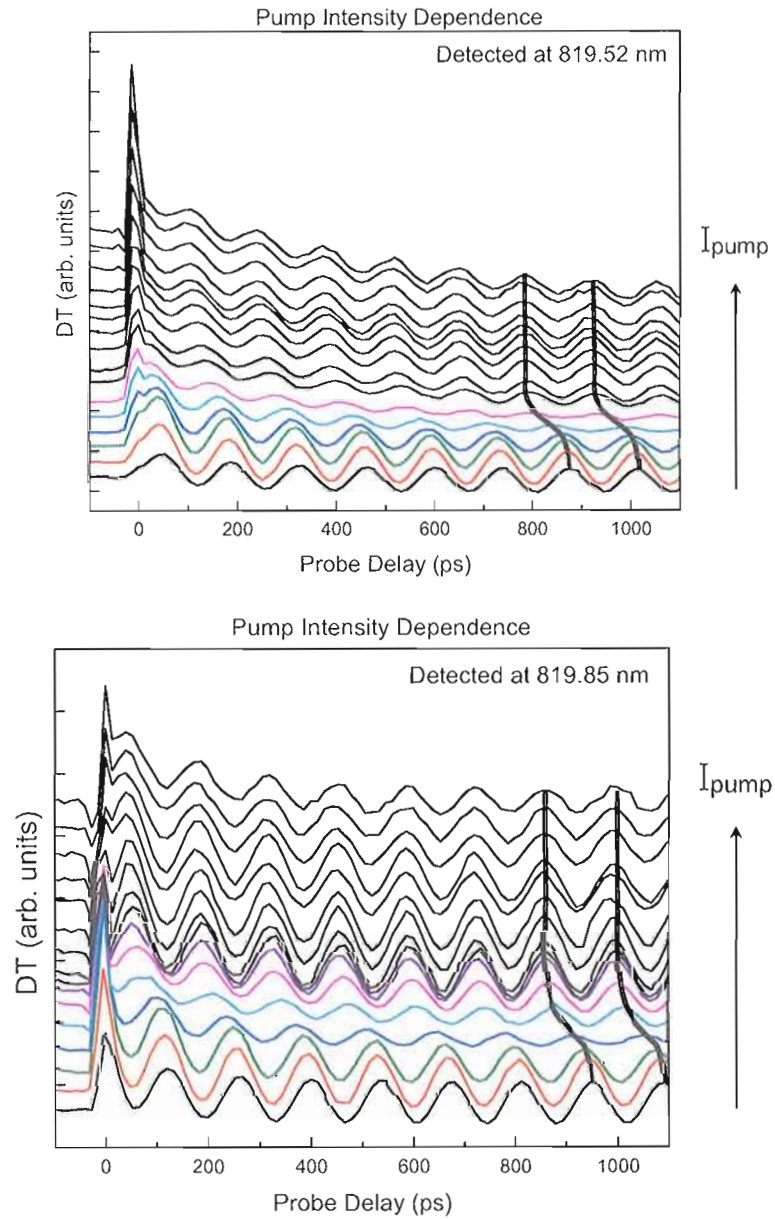 Pump Intensity Dependence
Detected at 819.52 nm
DT (arb. units)
I pump
0 200 400 600 800 1000
Probe Delay (ps)
Pump Intensity Dependence
Detected at 819.85 nm
DT (arb. units)
I pump
0 200 400 600 800 1000
Probe Delay (ps)